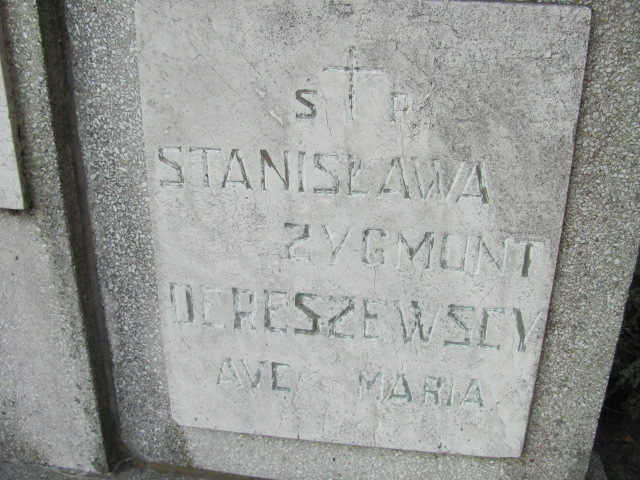 S P
STANISŁAWA
ZYGMUNT
DERESZEWSCY
AVE MARIA